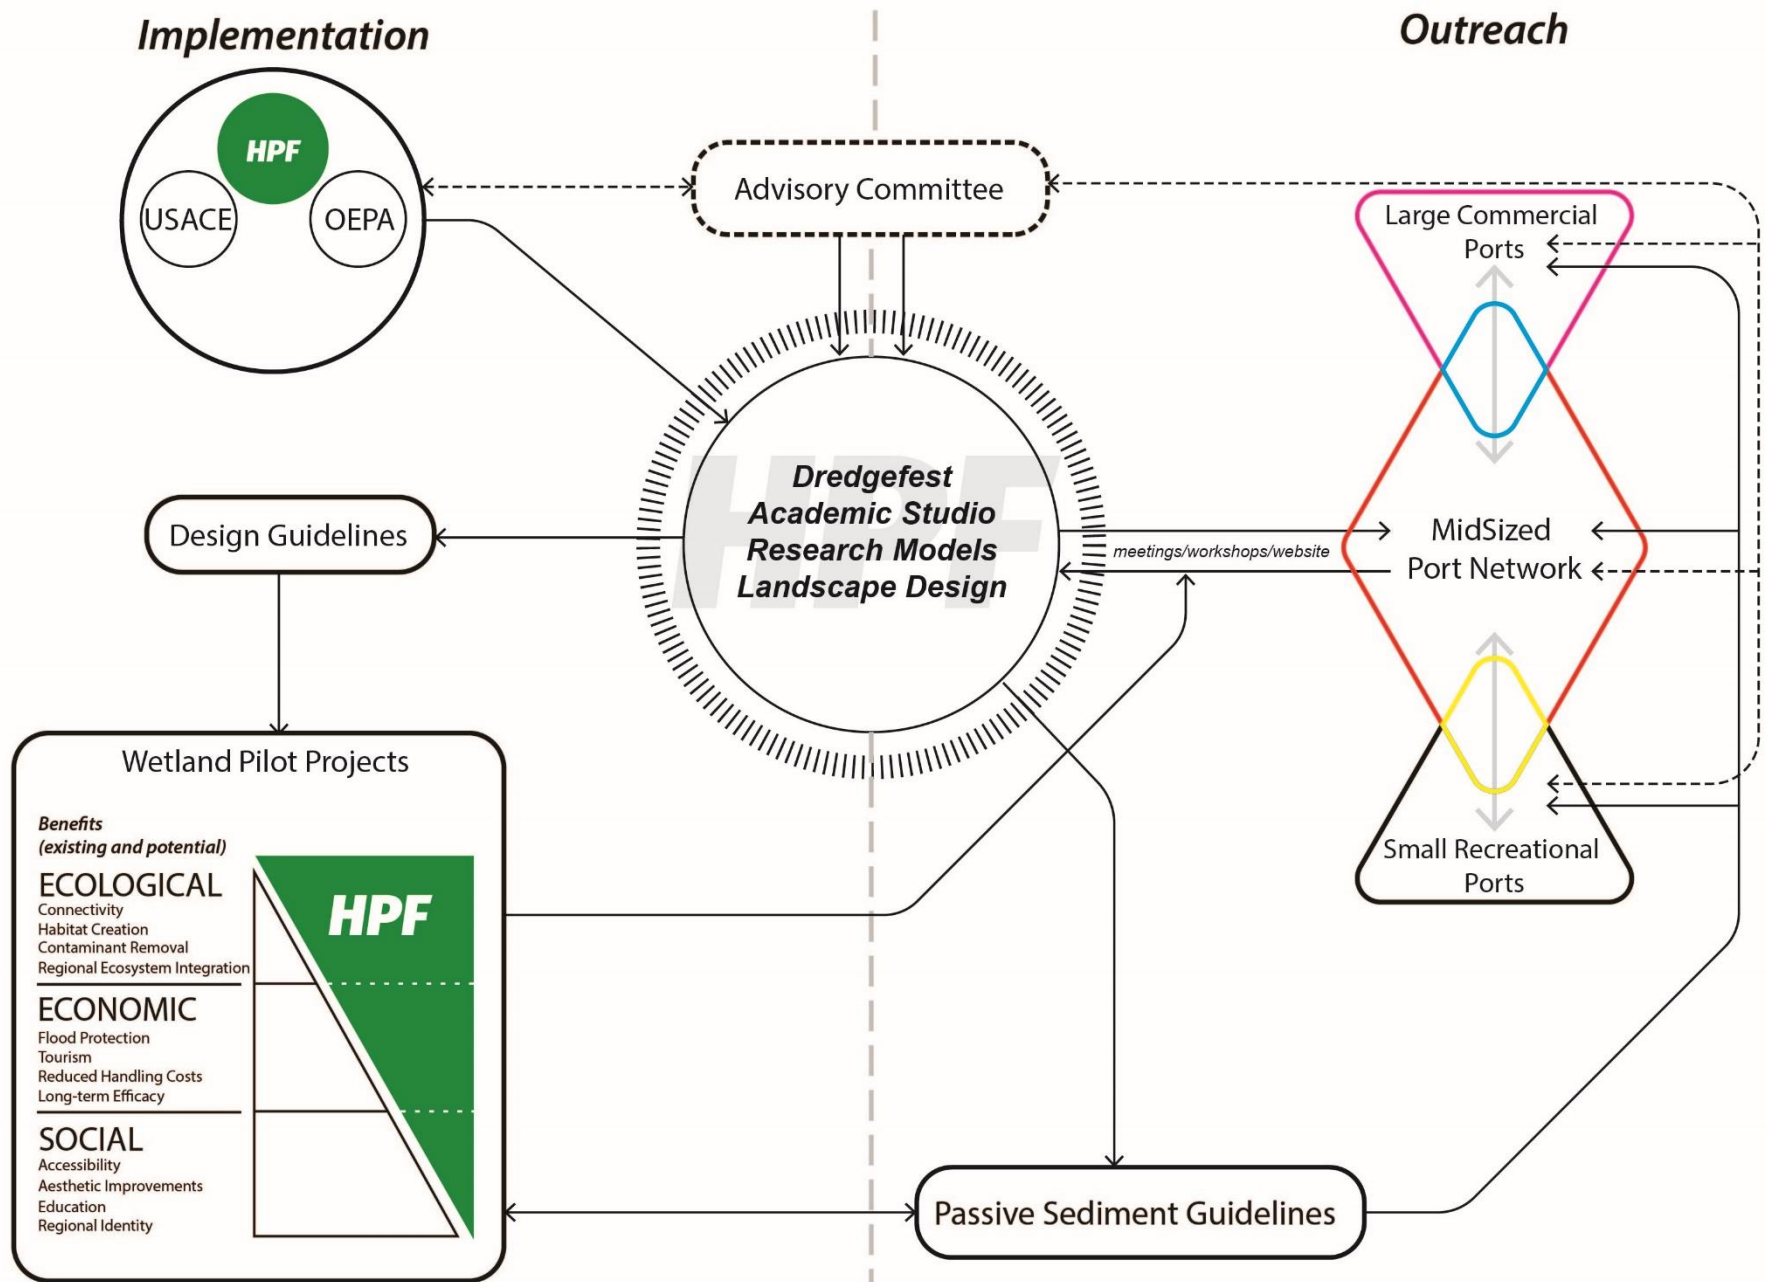 Implementation
Outreach
HPF
USACE
OEPA
Advisory Committee
Large Commercial
Ports
HPF
Dredgefest
Academic Studio
Research Models
Landscape Design
meetings/workshops/website
MidSized
Port Network
Design Guidelines
Small Recreational
Ports
Wetland Pilot Projects
Benefits
(existing and potential)
ECOLOGICAL
Connectivity
Habitat Creation
Contaminant Removal
Regional Ecosystem Integration
HPF
ECONOMIC
Flood Protection
Tourism
Reduced Handling Costs
Long-term Efficacy
SOCIAL
Accessibility
Aesthetic Improvements
Education
Regional Identity
Passive Sediment Guidelines